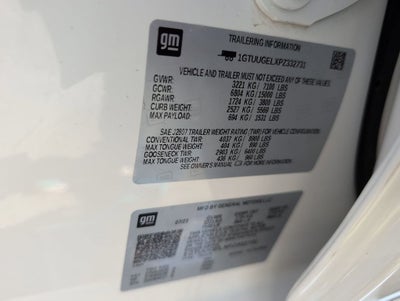 gm
1GTUUGELXPZ332731
VEHICLE AND TRAILER MUST NOT EXCEED ANY OF THESE VALUES
GVWR: 3221 KG / 7100 LBS
GCWR: 6804 KG / 15000 LBS
RGAWR: 1724 KG / 3800 LBS
CURB WEIGHT: 2527 KG / 5568 LBS
MAX PAYLOAD: 694 KG / 1531 LBS
SAE J2807 TRAILER WEIGHT RATING (TWR) FOR VEHICLE CONFIGURATION:
CONVENTIONAL TWR: 4037 KG / 8900 LBS
MAX TONGUE WEIGHT: 404 KG / 890 LBS
GOOSENECK TWR: 2903 KG / 6400 LBS
MAX TONGUE WEIGHT: 436 KG / 960 LBS
SEE OWNER'S MANUAL FOR MORE INFORMATION
gm
MFD BY GENERAL MOTORS LLC